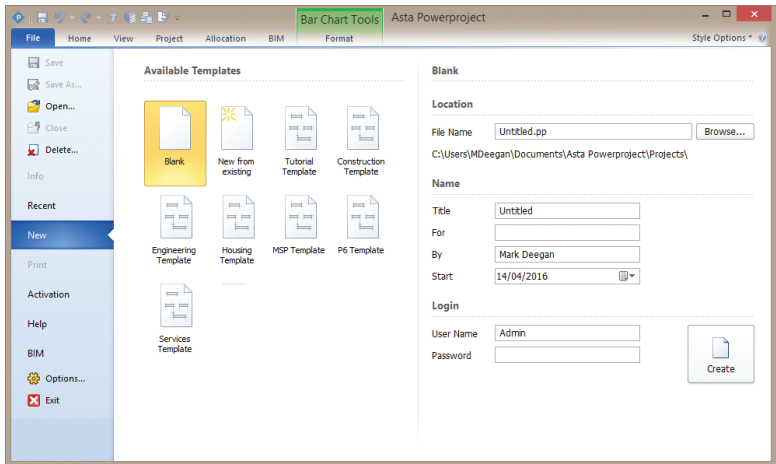 Bar Chart Tools Asta Powerproject
File Home View Project Allocation BIM Format Style Options
Save
Save As...
Open...
Close
Delete...
Info
Recent
New
Print
Activation
Help
BIM
Options...
Exit
Available Templates
Blank
New from
existing
Tutorial
Template
Construction
Template
Engineering
Template
Housing
Template
MSP Template
P6 Template
Services
Template
Blank
Location
File Name Untitled.pp Browse...
C:\Users\MDeegan\Documents\Asta Powerproject\Projects\
Name
Title Untitled
For
By Mark Deegan
Start 14/04/2016
Login
User Name Admin
Password
Create